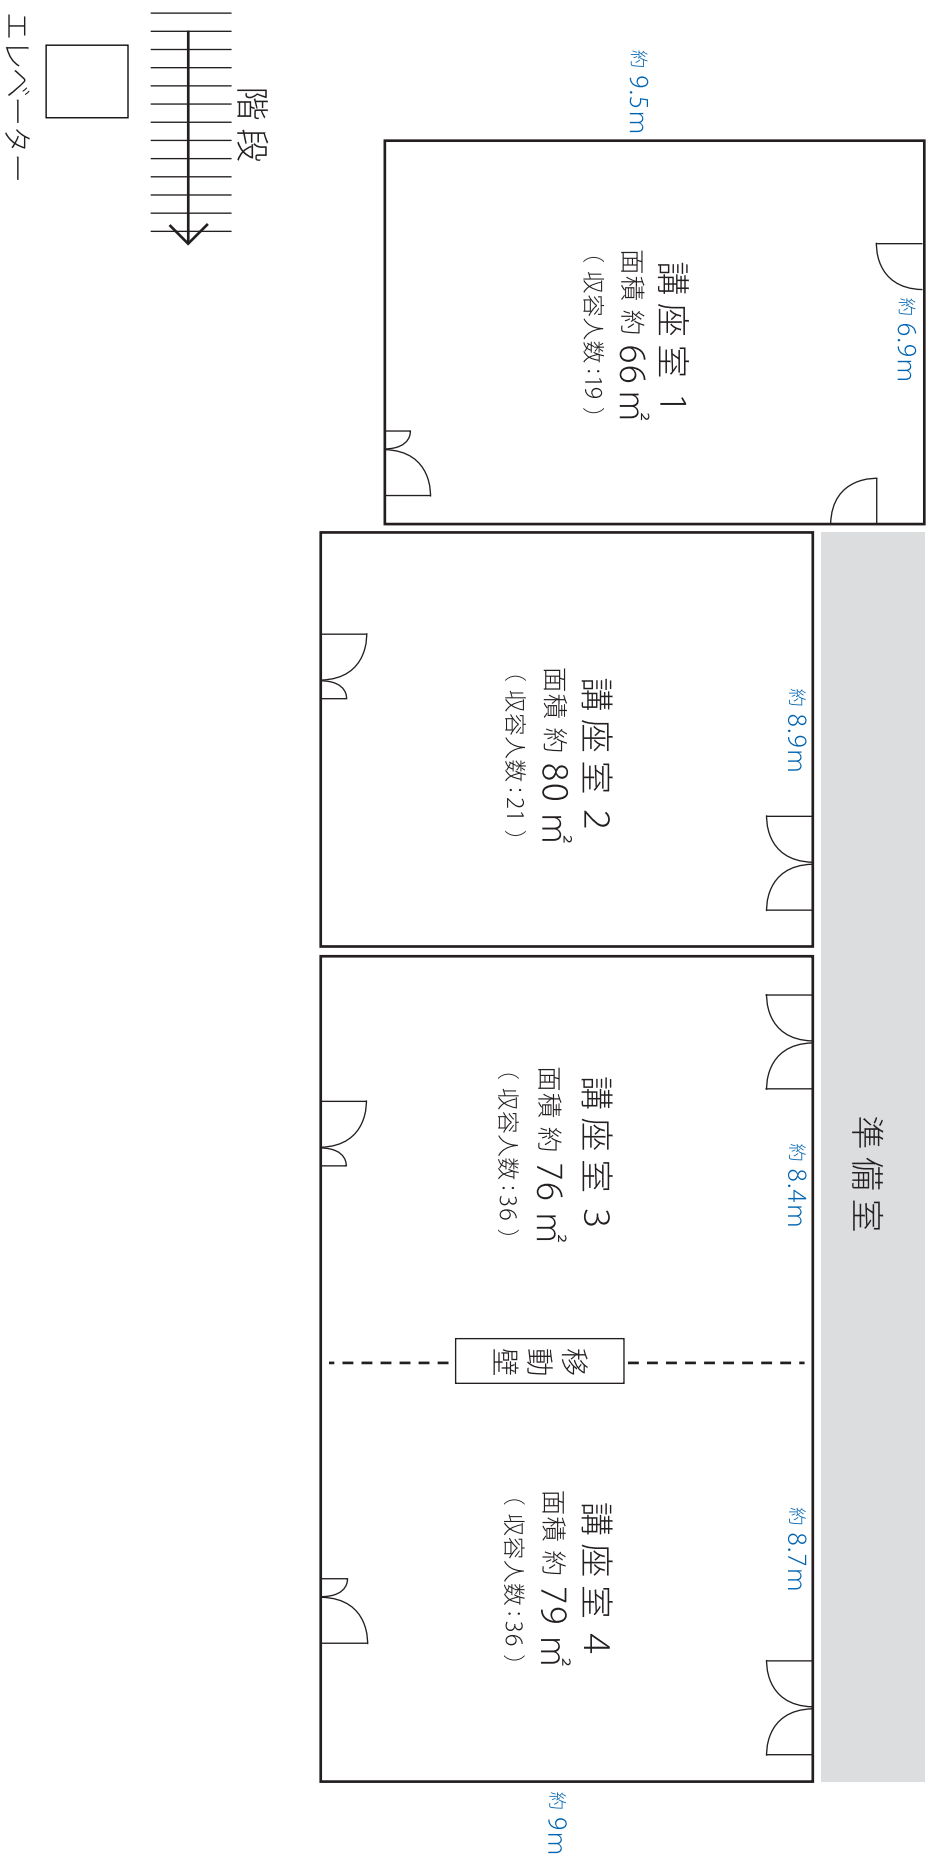 準備室
約 6.9m
約 8.9m
約 8.4m
約 8.7m
約 9.5m
講座室 1
面積 約 66 ㎡
（ 収容人数：19 ）
講座室 2
面積 約 80 ㎡
（ 収容人数：21 ）
講座室 3
面積 約 76 ㎡
（ 収容人数：36 ）
移動壁
講座室 4
面積 約 79 ㎡
（ 収容人数：36 ）
約 9m
階段
エレベーター